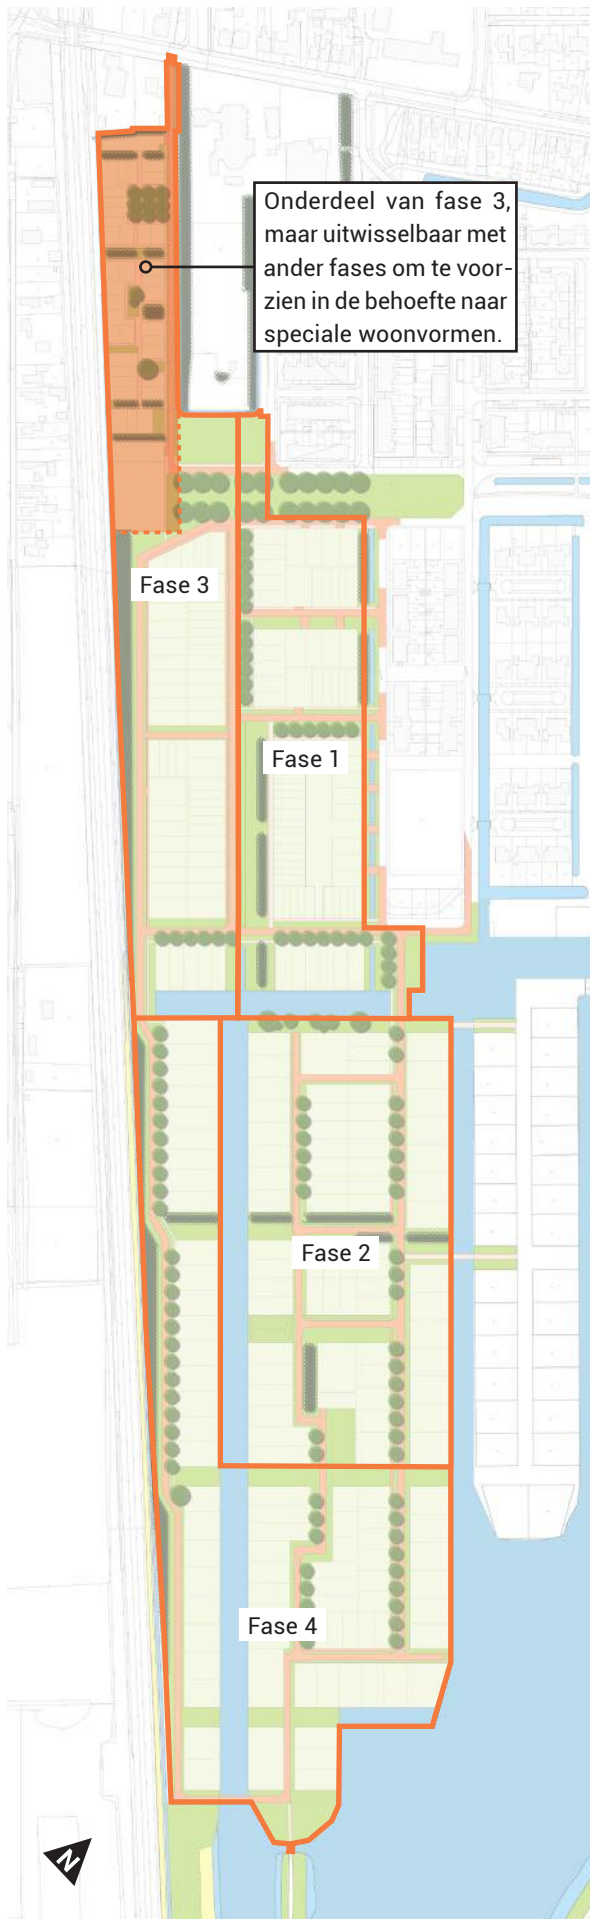 Onderdeel van fase 3,
maar uitwisselbaar met
ander fases om te voor-
zien in de behoefte naar
speciale woonvormen.
Fase 3
Fase 1
Fase 2
Fase 4
N